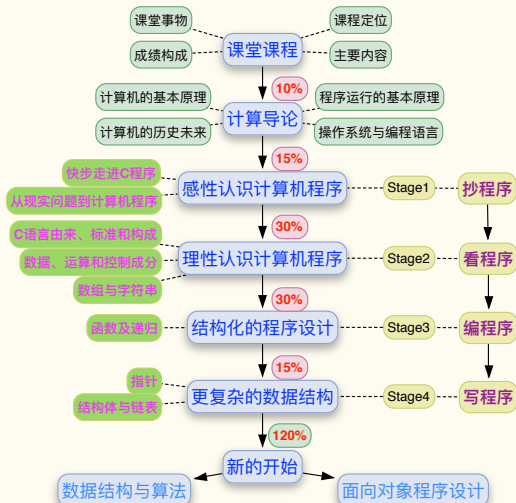 课堂事物
课程定位
课堂课程
成绩构成
主要内容
10%
计算机的基本原理
程序运行的基本原理
计算导论
计算机的历史未来
操作系统与编程语言
15%
快步走进C程序
感性认识计算机程序
Stage1
抄程序
从现实问题到计算机程序
30%
C语言由来、标准和构成
数据、运算和控制成分
理性认识计算机程序
Stage2
看程序
数组与字符串
30%
函数及递归
结构化的程序设计
Stage3
编程序
15%
指针
更复杂的数据结构
Stage4
写程序
结构体与链表
120%
新的开始
数据结构与算法
面向对象程序设计